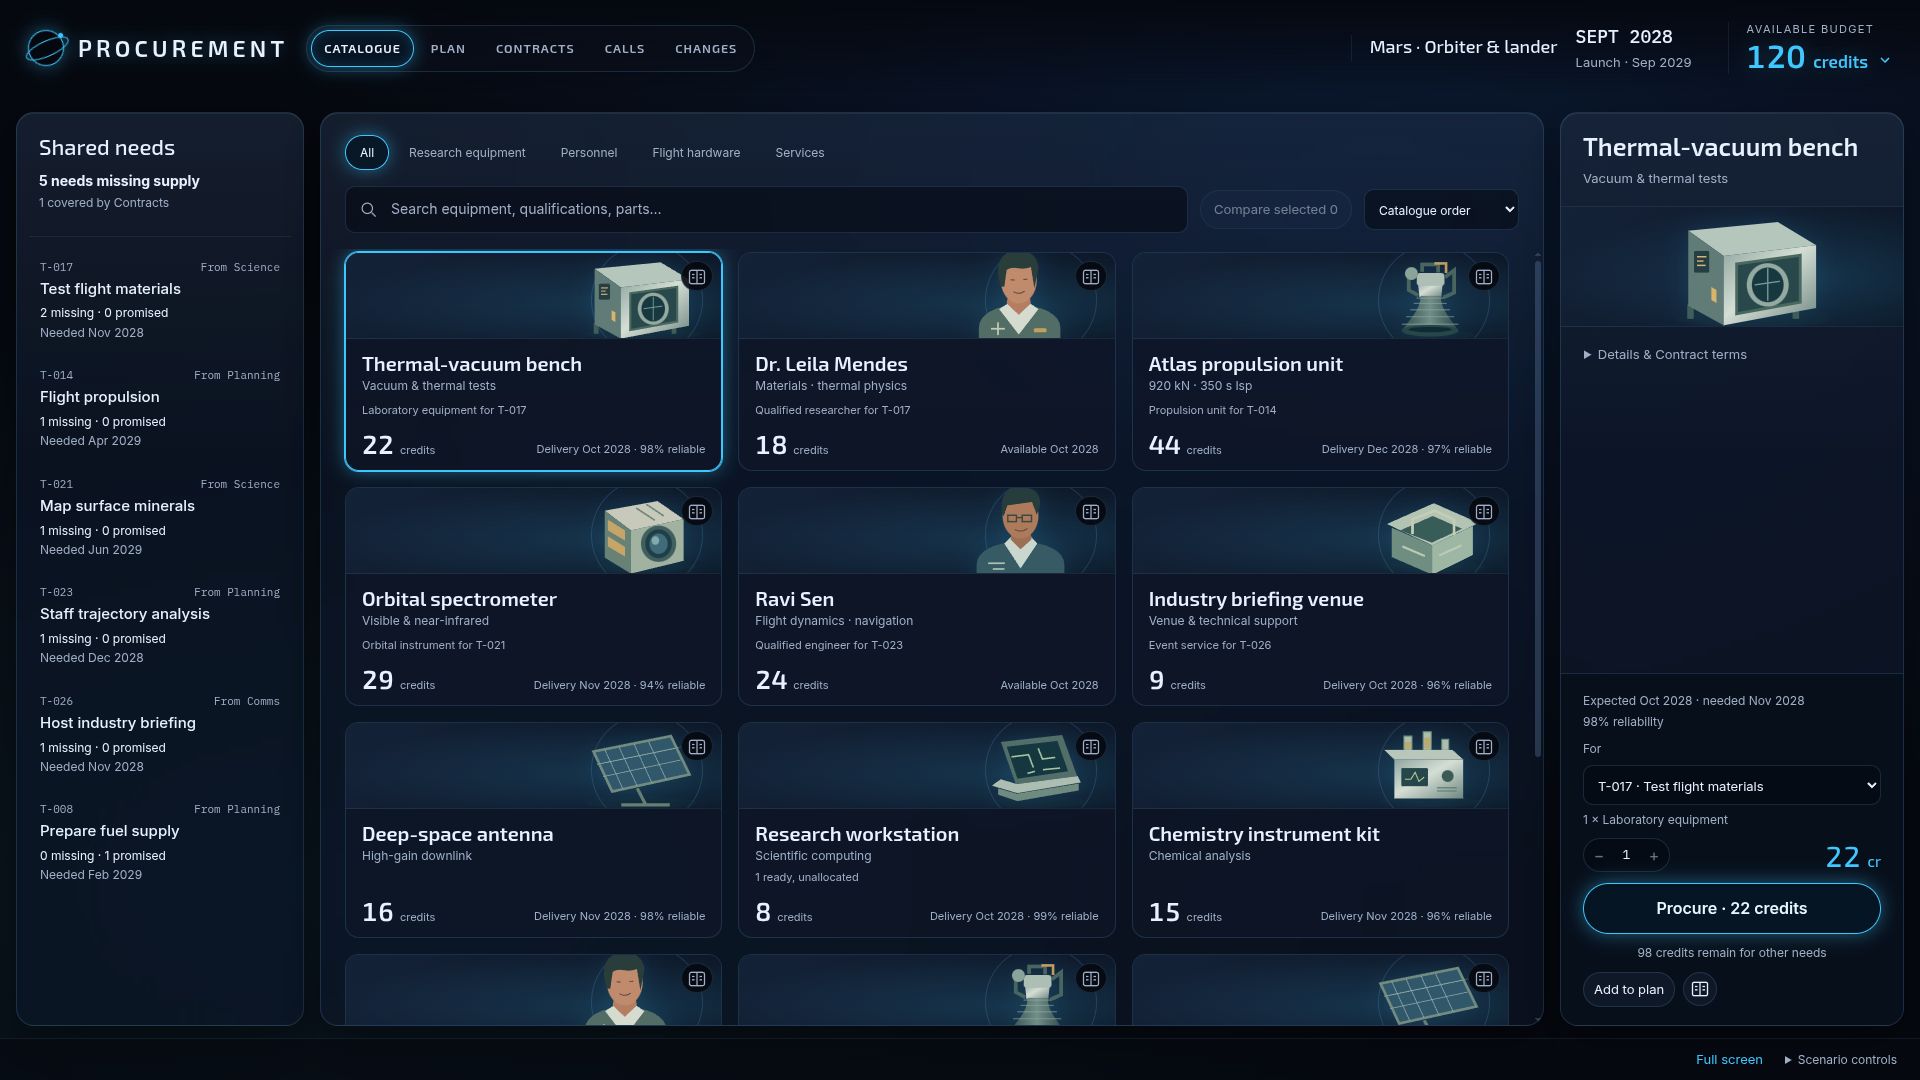 PROCUREMENT
CATALOGUE
PLAN
CONTRACTS
CALLS
CHANGES
Mars · Orbiter & lander
SEPT 2028
Launch · Sep 2029
AVAILABLE BUDGET
120 credits
Shared needs
5 needs missing supply
1 covered by Contracts
T-017 From Science
Test flight materials
2 missing · 0 promised
Needed Nov 2028
T-014 From Planning
Flight propulsion
1 missing · 0 promised
Needed Apr 2029
T-021 From Science
Map surface minerals
1 missing · 0 promised
Needed Jun 2029
T-023 From Planning
Staff trajectory analysis
1 missing · 0 promised
Needed Dec 2028
T-026 From Comms
Host industry briefing
1 missing · 0 promised
Needed Nov 2028
T-008 From Planning
Prepare fuel supply
0 missing · 1 promised
Needed Feb 2029
All
Research equipment
Personnel
Flight hardware
Services
Search equipment, qualifications, parts...
Compare selected 0
Catalogue order
Thermal-vacuum bench
Vacuum & thermal tests
Laboratory equipment for T-017
22 credits
Delivery Oct 2028 · 98% reliable
Dr. Leila Mendes
Materials · thermal physics
Qualified researcher for T-017
18 credits
Available Oct 2028
Atlas propulsion unit
920 kN · 350 s Isp
Propulsion unit for T-014
44 credits
Delivery Dec 2028 · 97% reliable
Orbital spectrometer
Visible & near-infrared
Orbital instrument for T-021
29 credits
Delivery Nov 2028 · 94% reliable
Ravi Sen
Flight dynamics · navigation
Qualified engineer for T-023
24 credits
Available Oct 2028
Industry briefing venue
Venue & technical support
Event service for T-026
9 credits
Delivery Oct 2028 · 96% reliable
Deep-space antenna
High-gain downlink
16 credits
Delivery Nov 2028 · 98% reliable
Research workstation
Scientific computing
1 ready, unallocated
8 credits
Delivery Oct 2028 · 99% reliable
Chemistry instrument kit
Chemical analysis
15 credits
Delivery Nov 2028 · 96% reliable
Thermal-vacuum bench
Vacuum & thermal tests
Details & Contract terms
Expected Oct 2028 · needed Nov 2028
98% reliability
For
T-017 · Test flight materials
1 × Laboratory equipment
− 1 +
22 cr
Procure · 22 credits
98 credits remain for other needs
Add to plan
Full screen
Scenario controls